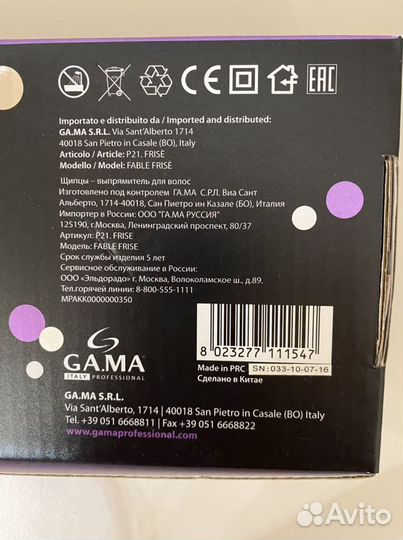 CE
EAC
Importato e distribuito da / Imported and distributed:
GA.MA S.R.L. Via Sant'Alberto 1714
40018 San Pietro in Casale (BO), Italy
Articolo / Article: P21. FRISÈ
Modello / Model: FABLE FRISÈ
Щипцы – выпрямитель для волос
Изготовлено под контролем ГА.МА С.Р.Л. Виа Сант
Альберто, 1714-40018, Сан Пиетро ин Казале (БО), Италия
Импортер в России: ООО "ГА.МА РУССИЯ"
125190, г.Москва, Ленинградский проспект, 80/37
Артикул: P21. FRISE
Модель: FABLE FRISE
Срок службы изделия 5 лет
Сервисное обслуживание в России:
ООО «Эльдорадо» г. Москва, Волоколамское ш., д.89.
Тел.горячей линии: 8-800-555-1111
MPAKK0000000350
8 023277 111547
GA.MA
ITALY PROFESSIONAL
Made in PRC SN: 033-10-07-16
Сделано в Китае
GA.MA S.R.L.
Via Sant'Alberto, 1714 | 40018 San Pietro in Casale (BO) Italy
Tel. +39 051 6668811 | Fax +39 051 6668822
www.gamaprofessional.com
Avito